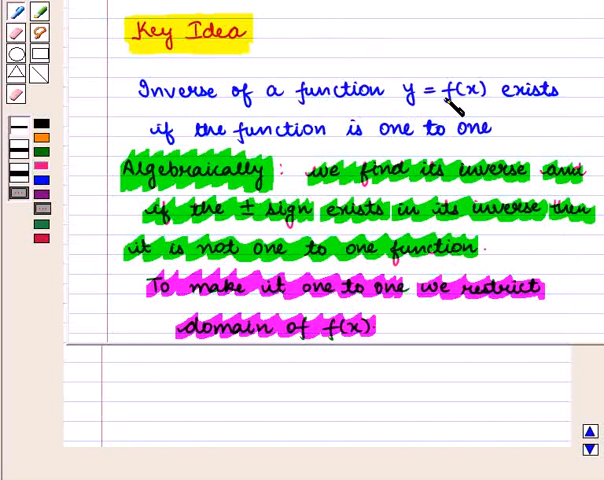 Key Idea
Inverse of a function y = f(x) exists
if the function is one to one
Algebraically : we find its inverse and
if the ± sign exists in its inverse then
it is not one to one function.
To make it one to one we restrict
domain of f(x).